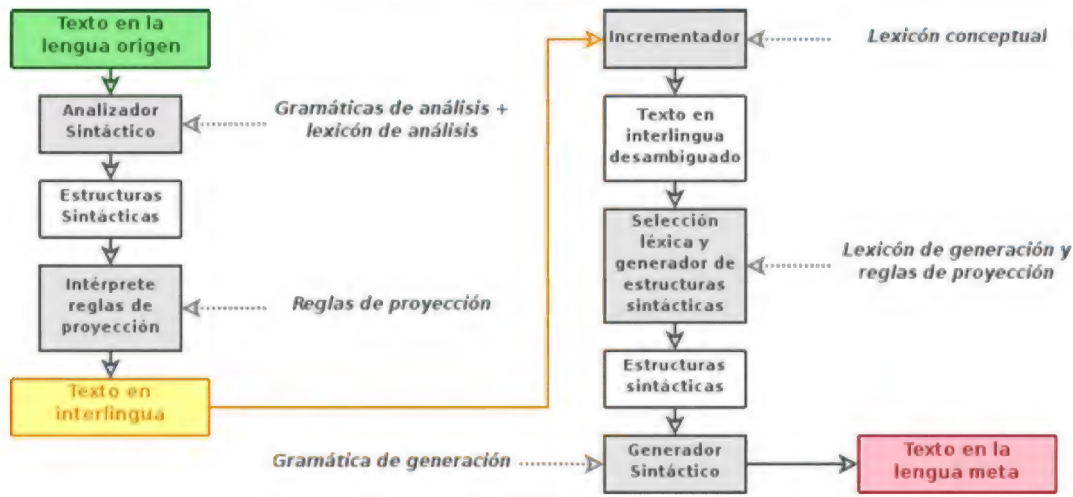 Texto en la
lengua origen
Analizador
Sintáctico
Gramáticas de análisis +
lexicón de análisis
Estructuras
Sintácticas
Intérprete
reglas de
proyección
Reglas de proyección
Texto en
interlingua
Incrementador
Lexicón conceptual
Texto en
interlingua
desambiguado
Selección
léxica y
generador de
estructuras
sintácticas
Lexicón de generación y
reglas de proyección
Estructuras
sintácticas
Gramática de generación
Generador
Sintáctico
Texto en la
lengua meta